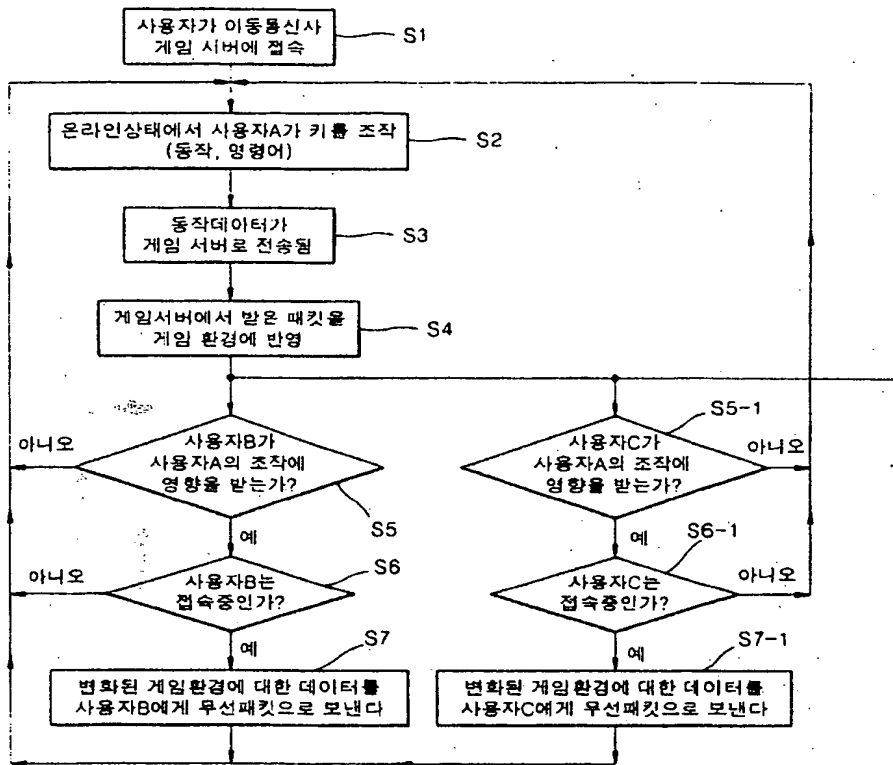 사용자가 이동통신사
게임 서버에 접속
S1
온라인상태에서 사용자A가 키를 조작
(동작, 명령어)
S2
동작데이터가
게임 서버로 전송됨
S3
게임서버에서 받은 패킷을
게임 환경에 반영
S4
사용자B가
사용자A의 조작에
영향을 받는가?
아니오
S5
예
사용자C가
사용자A의 조작에
영향을 받는가?
S5-1
아니오
예
사용자B는
접속중인가?
아니오
S6
예
사용자C는
접속중인가?
S6-1
아니오
예
변화된 게임환경에 대한 데이터를
사용자B에게 무선패킷으로 보낸다
S7
변화된 게임환경에 대한 데이터를
사용자C에게 무선패킷으로 보낸다
S7-1